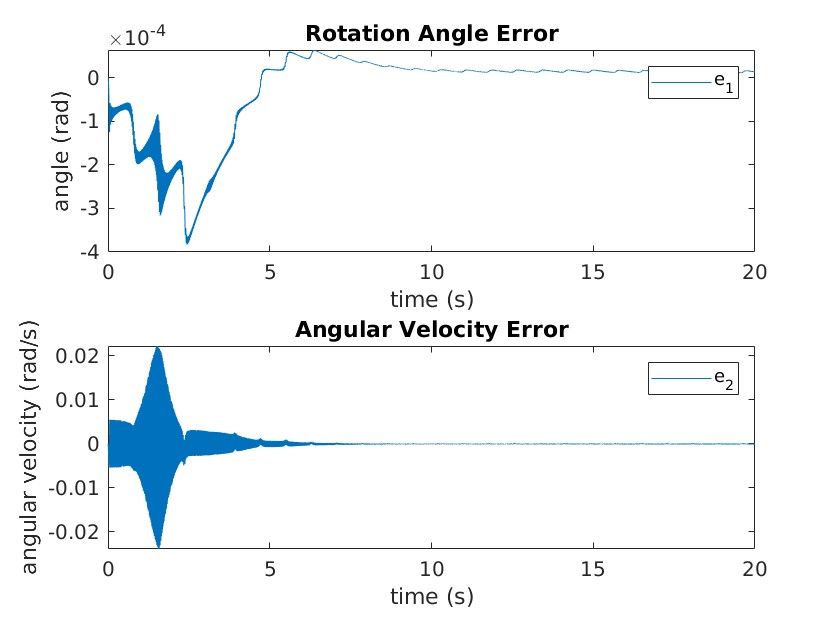 Rotation Angle Error
×10⁻⁴
0
-1
-2
-3
-4
angle (rad)
e₁
0 5 10 15 20
time (s)
Angular Velocity Error
0.02
0.01
0
-0.01
-0.02
angular velocity (rad/s)
e₂
0 5 10 15 20
time (s)